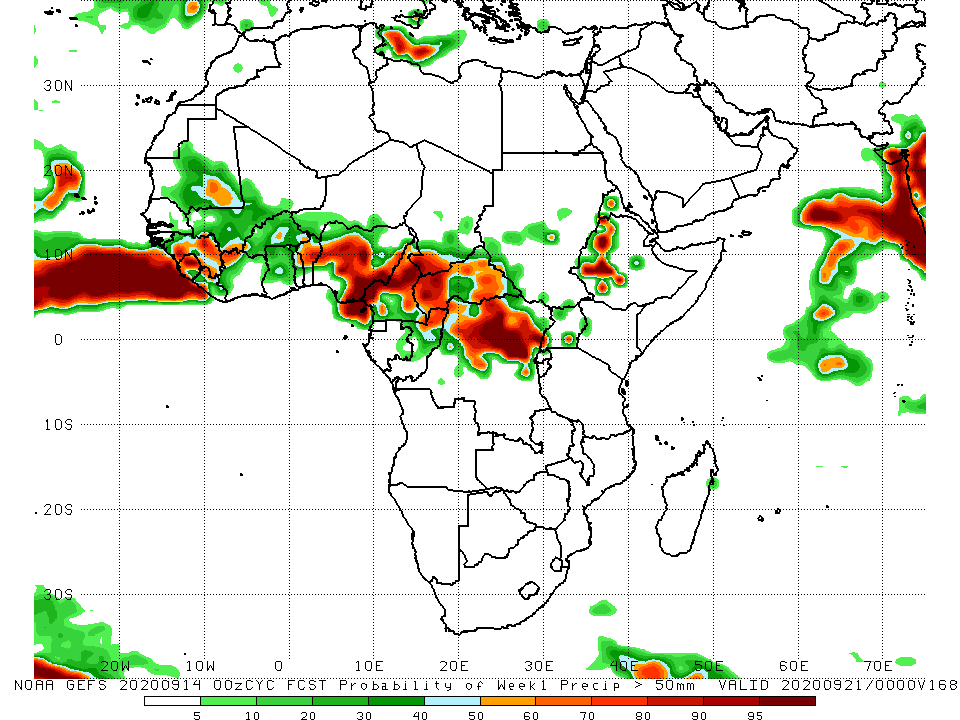 30N
20N
10N
0
10S
20S
30S
20W 10W 0 10E 20E 30E 40E 50E 60E 70E
NOAA GEFS 20200914 00zCYC FCST Probability of Week1 Precip > 50mm VALID 20200921/0000V168
5 10 20 30 40 50 60 70 80 90 95